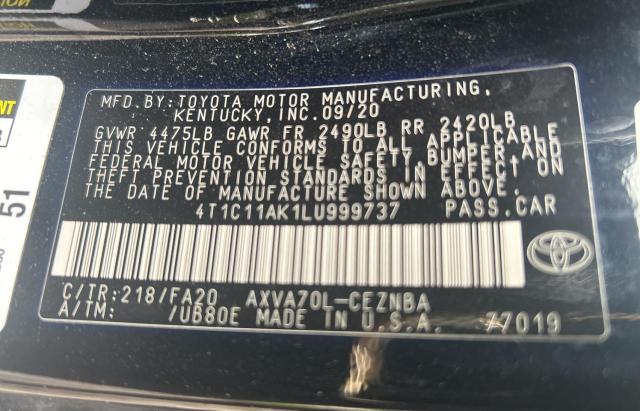 MFD.BY:TOYOTA MOTOR MANUFACTURING,
KENTUCKY,INC.09/20
GVWR 4475LB GAWR FR 2490LB RR 2420LB
THIS VEHICLE CONFORMS TO ALL APPLICABLE
FEDERAL MOTOR VEHICLE SAFETY,BUMPER,AND
THEFT PREVENTION STANDARDS IN EFFECT ON
THE DATE OF MANUFACTURE SHOWN ABOVE.
4T1C11AK1LU999737 PASS.CAR
C/TR:218/FA20 AXVA70L-CEZNBA
A/TM: /UB80E MADE IN U.S.A. 77019
51